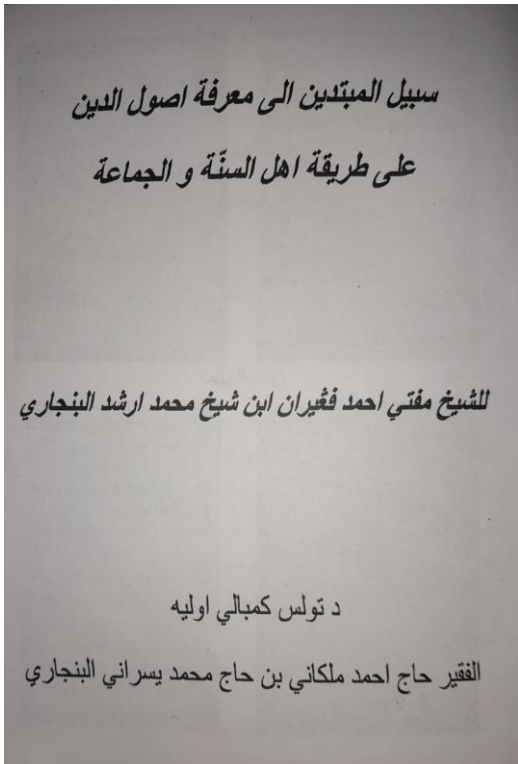 سبيل المبتدين الى معرفة اصول الدين
على طريقة اهل السنّة و الجماعة
للشيخ مفتي احمد فڠيران ابن شيخ محمد ارشد البنجاري
د تولس كمبالي اوليه
الفقير حاج احمد ملكاني بن حاج محمد يسراني البنجاري